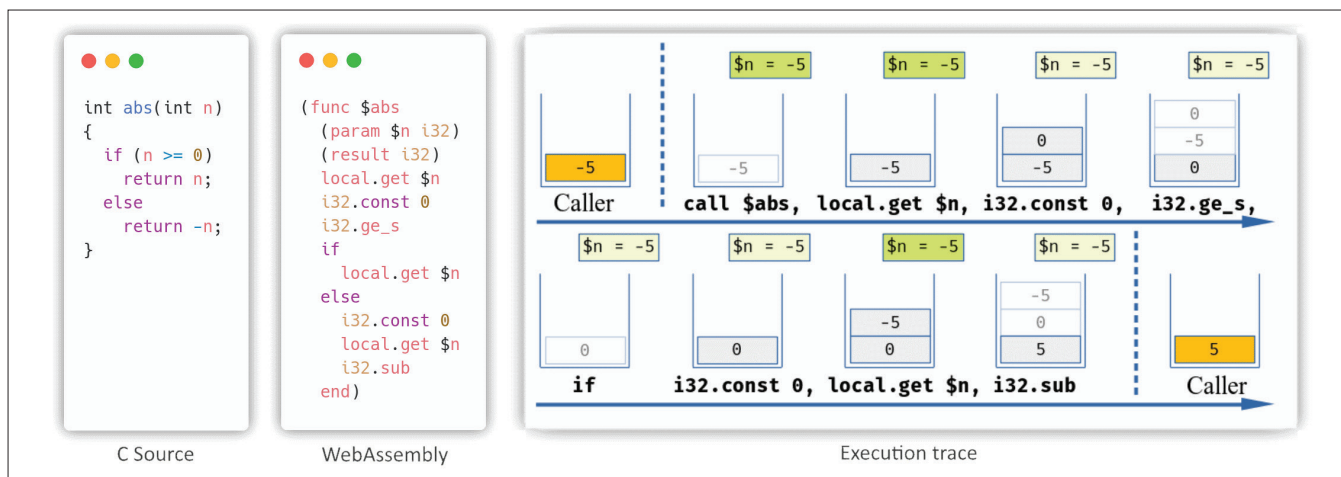 int abs(int n)
{
  if (n >= 0)
    return n;
  else
    return -n;
}
C Source
(func $abs
  (param $n i32)
  (result i32)
  local.get $n
  i32.const 0
  i32.ge_s
  if
    local.get $n
  else
    i32.const 0
    local.get $n
    i32.sub
  end)
WebAssembly
$n = -5 $n = -5 $n = -5 $n = -5
0
0 -5
-5 -5 -5 -5 0
Caller call $abs, local.get $n, i32.const 0, i32.ge_s,
$n = -5 $n = -5 $n = -5 $n = -5
-5
-5 0
0 0 0 5 5
if i32.const 0, local.get $n, i32.sub Caller
Execution trace